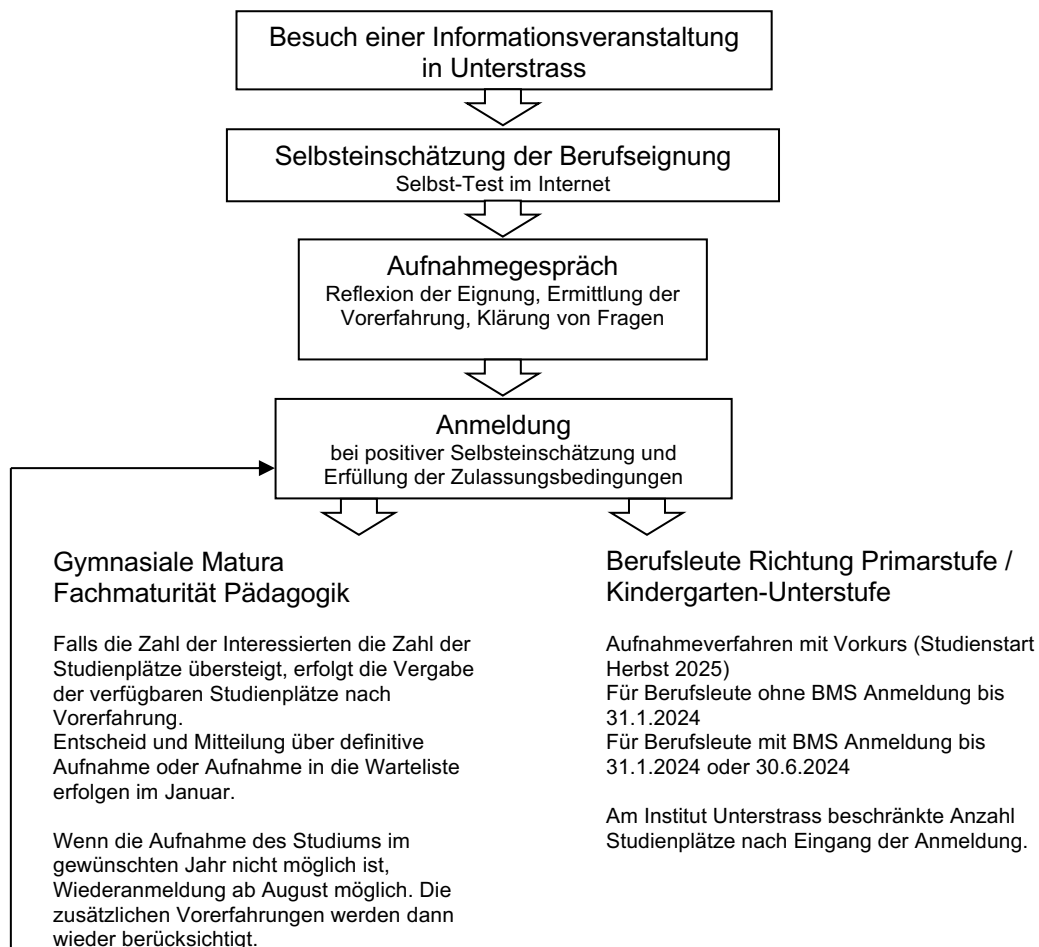 Besuch einer Informationsveranstaltung
in Unterstrass
Selbsteinschätzung der Berufseignung
Selbst-Test im Internet
Aufnahmegespräch
Reflexion der Eignung, Ermittlung der
Vorerfahrung, Klärung von Fragen
Anmeldung
bei positiver Selbsteinschätzung und
Erfüllung der Zulassungsbedingungen
Gymnasiale Matura
Fachmaturität Pädagogik
Falls die Zahl der Interessierten die Zahl der
Studienplätze übersteigt, erfolgt die Vergabe
der verfügbaren Studienplätze nach
Vorerfahrung.
Entscheid und Mitteilung über definitive
Aufnahme oder Aufnahme in die Warteliste
erfolgen im Januar.
Wenn die Aufnahme des Studiums im
gewünschten Jahr nicht möglich ist,
Wiederanmeldung ab August möglich. Die
zusätzlichen Vorerfahrungen werden dann
wieder berücksichtigt.
Berufsleute Richtung Primarstufe /
Kindergarten-Unterstufe
Aufnahmeverfahren mit Vorkurs (Studienstart
Herbst 2025)
Für Berufsleute ohne BMS Anmeldung bis
31.1.2024
Für Berufsleute mit BMS Anmeldung bis
31.1.2024 oder 30.6.2024
Am Institut Unterstrass beschränkte Anzahl
Studienplätze nach Eingang der Anmeldung.